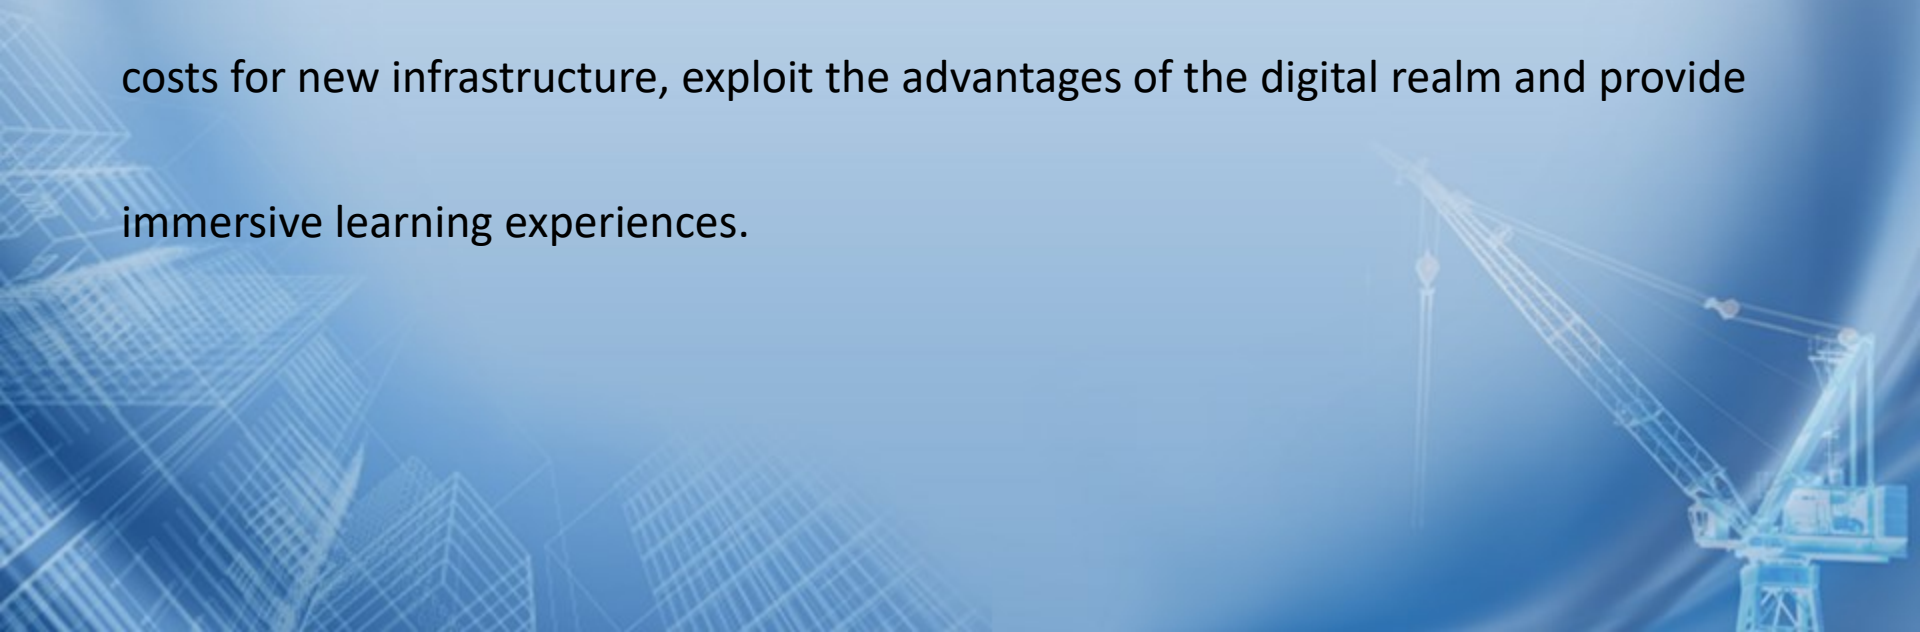 costs for new infrastructure, exploit the advantages of the digital realm and provide
immersive learning experiences.